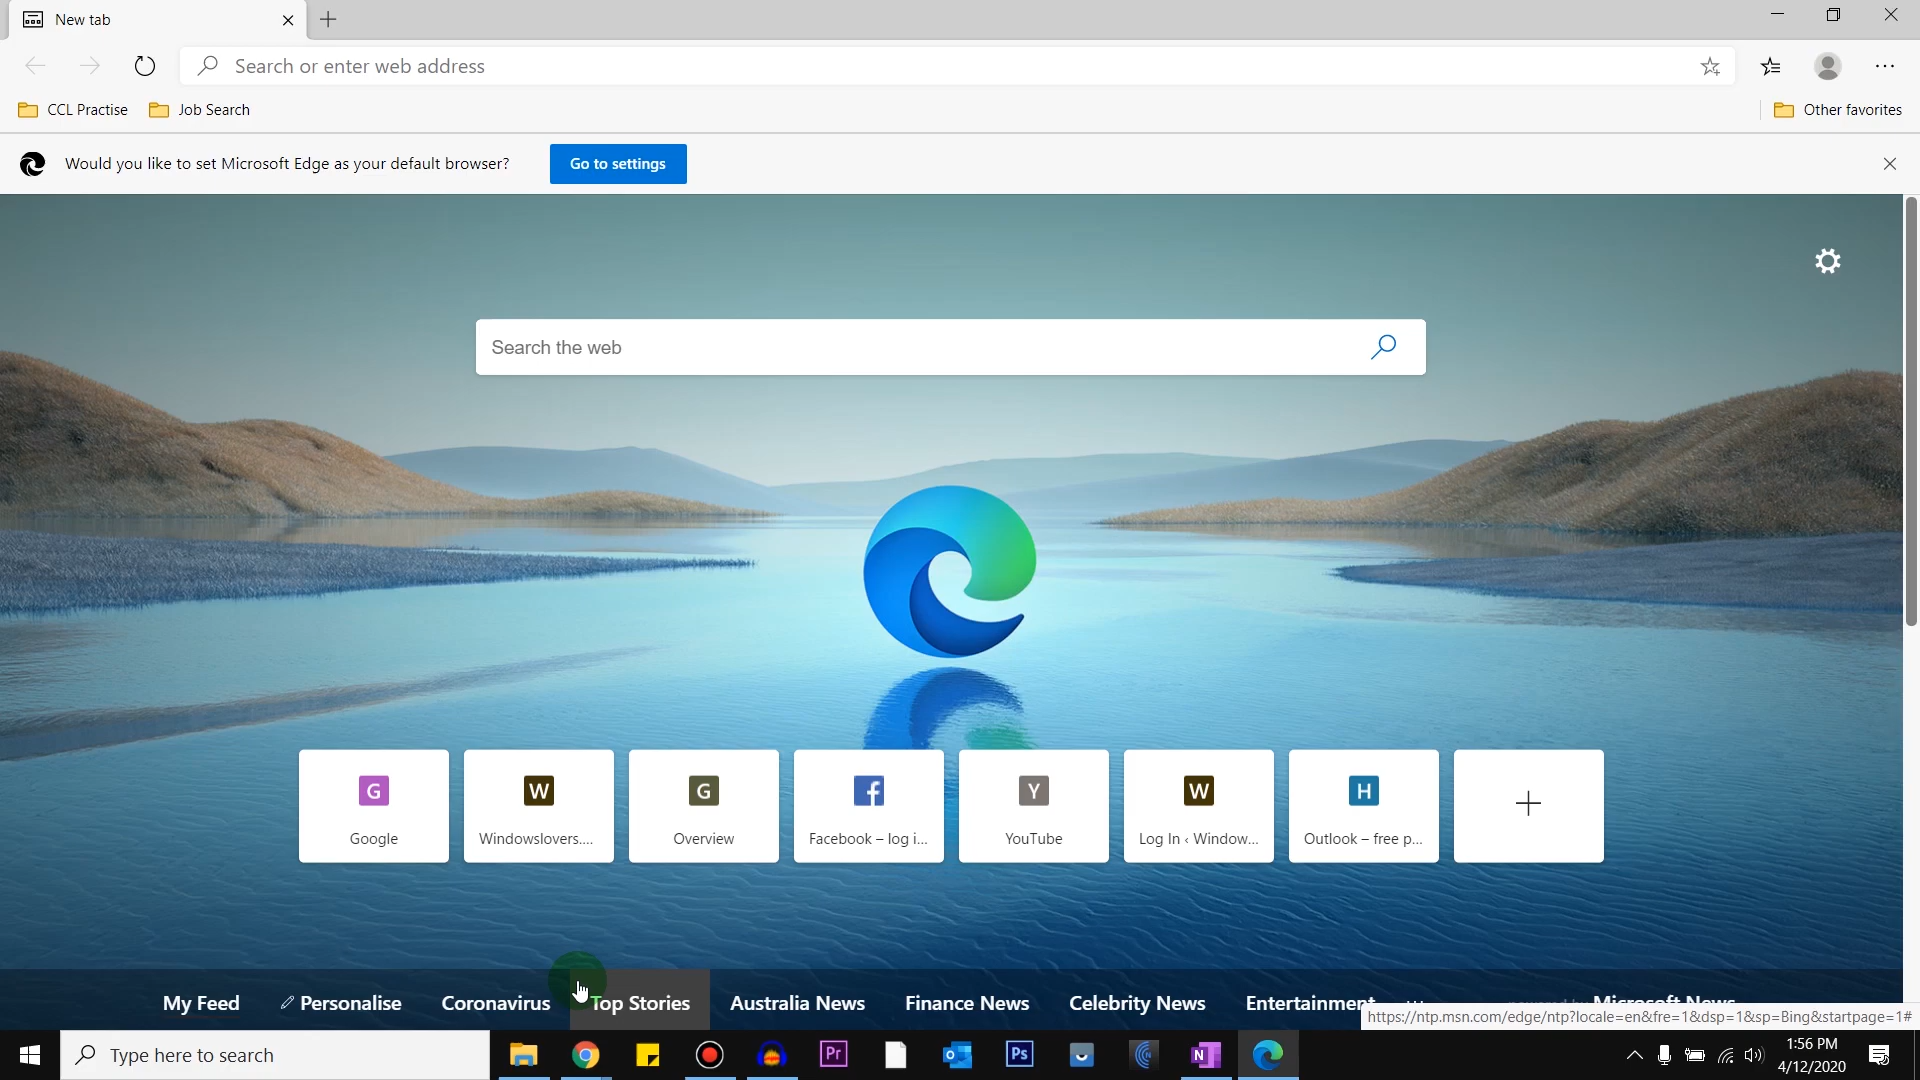 New tab
Search or enter web address
CCL Practise
Job Search
Other favorites
Would you like to set Microsoft Edge as your default browser?
Go to settings
Search the web
G
Google
W
Windowslovers....
G
Overview
f
Facebook – log i...
Y
YouTube
W
Log In ‹ Window...
H
Outlook – free p...
My Feed
Personalise
Coronavirus
Top Stories
Australia News
Finance News
Celebrity News
Entertainment
powered by Microsoft News
https://ntp.msn.com/edge/ntp?locale=en&fre=1&dsp=1&sp=Bing&startpage=1#
Type here to search
Pr
Ps
N
1:56 PM
4/12/2020